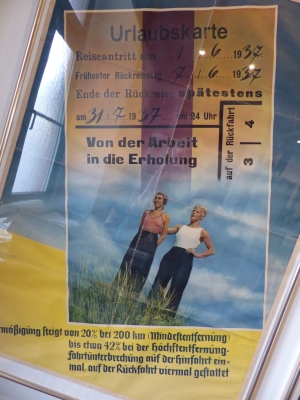 Urlaubskarte
Reiseantritt am 1 / 6 1937
Frühester Rückreisetag 7 / 6 1937
Ende der Rückreise spätestens
am 31 / 7 1937 um 24 Uhr
auf der Rückfahrt
3 | 4
Von der Arbeit
in die Erholung
mäßigung steigt von 20% bei 200 km (Mindestentfernung)
bis etwa 42% bei der Höchstentfernung.
Fahrtunterbrechung auf der Hinfahrt ein-
mal, auf der Rückfahrt viermal gestattet